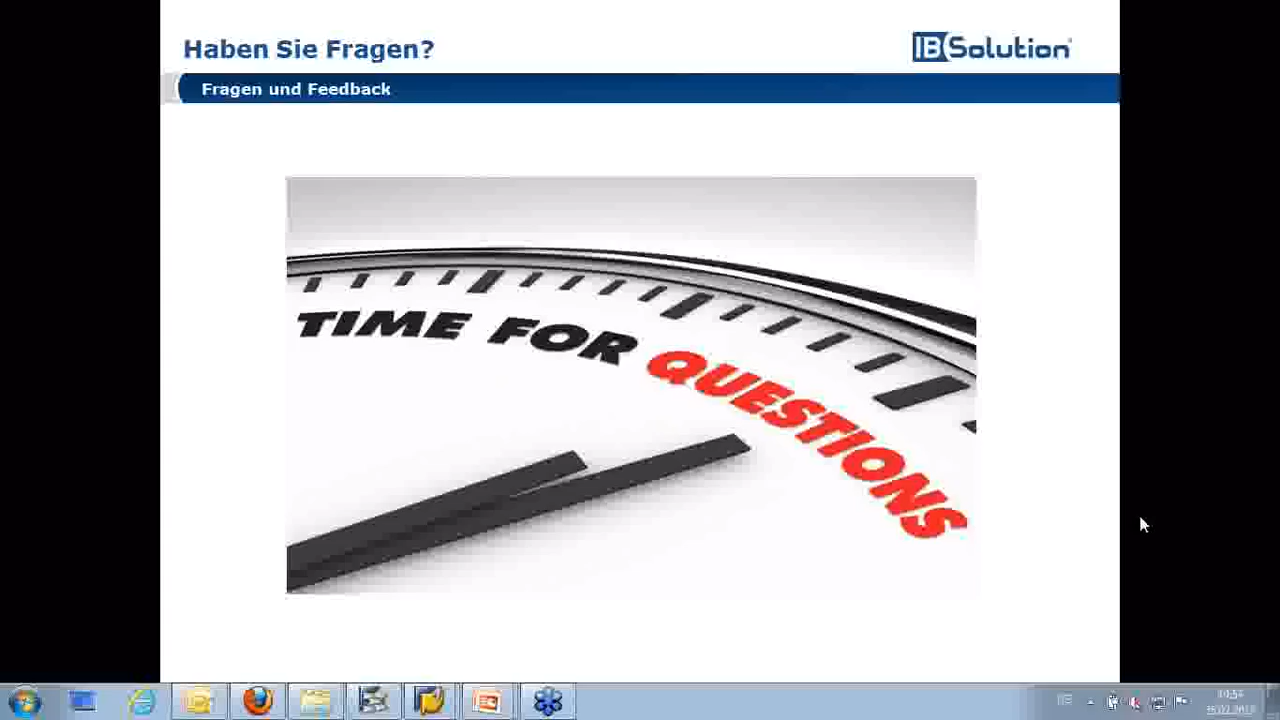 Haben Sie Fragen?
IBSolution
Fragen und Feedback
TIME FOR QUESTIONS